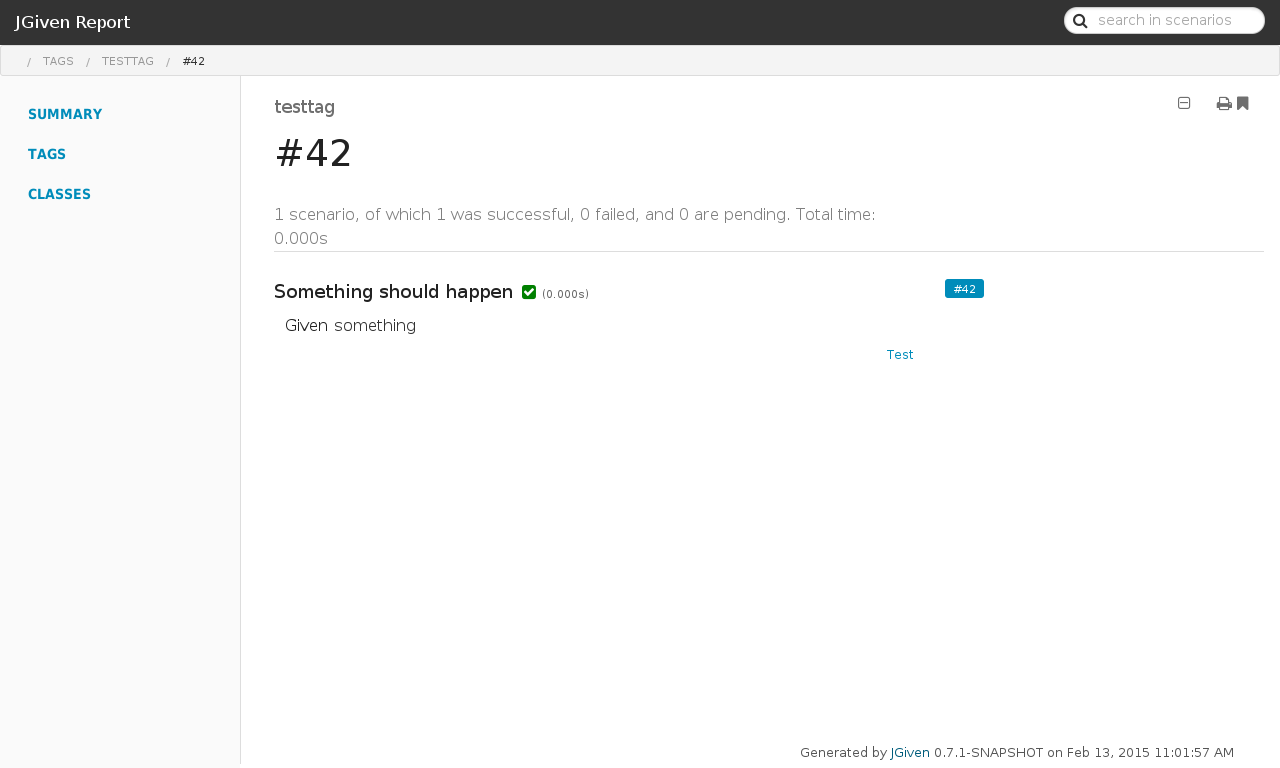 JGiven Report
search in scenarios
/ TAGS / TESTTAG / #42
SUMMARY
TAGS
CLASSES
testtag
#42
1 scenario, of which 1 was successful, 0 failed, and 0 are pending. Total time:
0.000s
Something should happen (0.000s)
#42
Given something
Test
Generated by JGiven 0.7.1-SNAPSHOT on Feb 13, 2015 11:01:57 AM